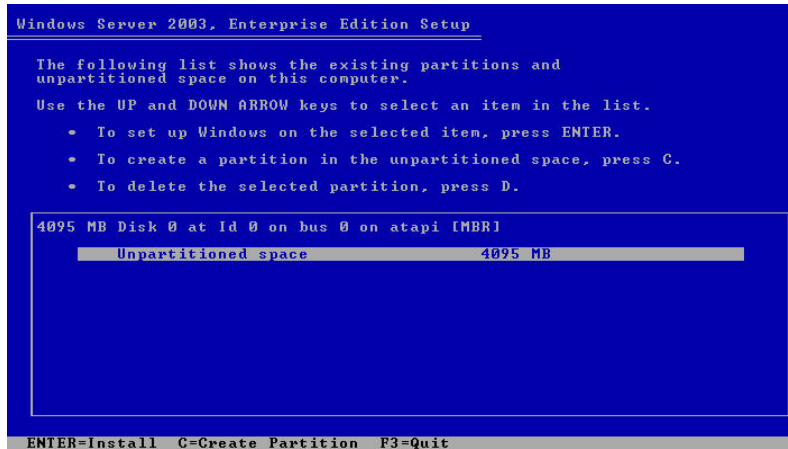 Windows Server 2003, Enterprise Edition Setup
The following list shows the existing partitions and
unpartitioned space on this computer.
Use the UP and DOWN ARROW keys to select an item in the list.
• To set up Windows on the selected item, press ENTER.
• To create a partition in the unpartitioned space, press C.
• To delete the selected partition, press D.
4095 MB Disk 0 at Id 0 on bus 0 on atapi [MBR]
Unpartitioned space 4095 MB
ENTER=Install C=Create Partition F3=Quit